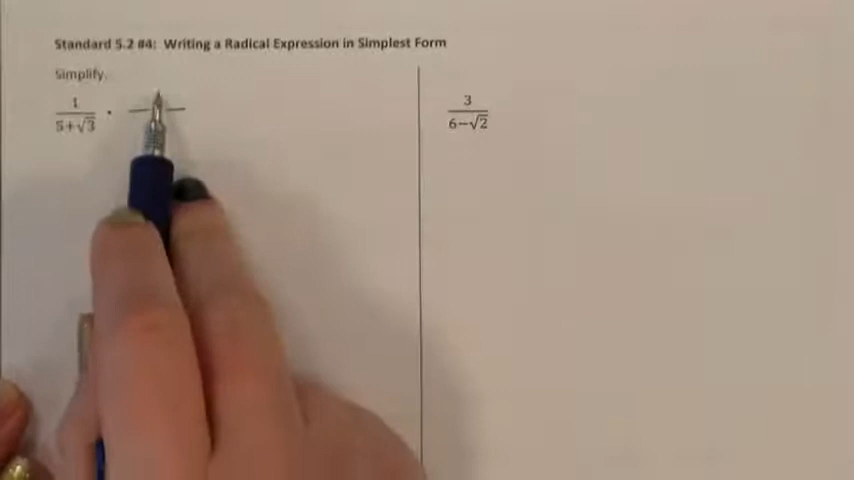 Standard 5.2 #4: Writing a Radical Expression in Simplest Form
Simplify.
1/(5+√3) · —
3/(6−√2)